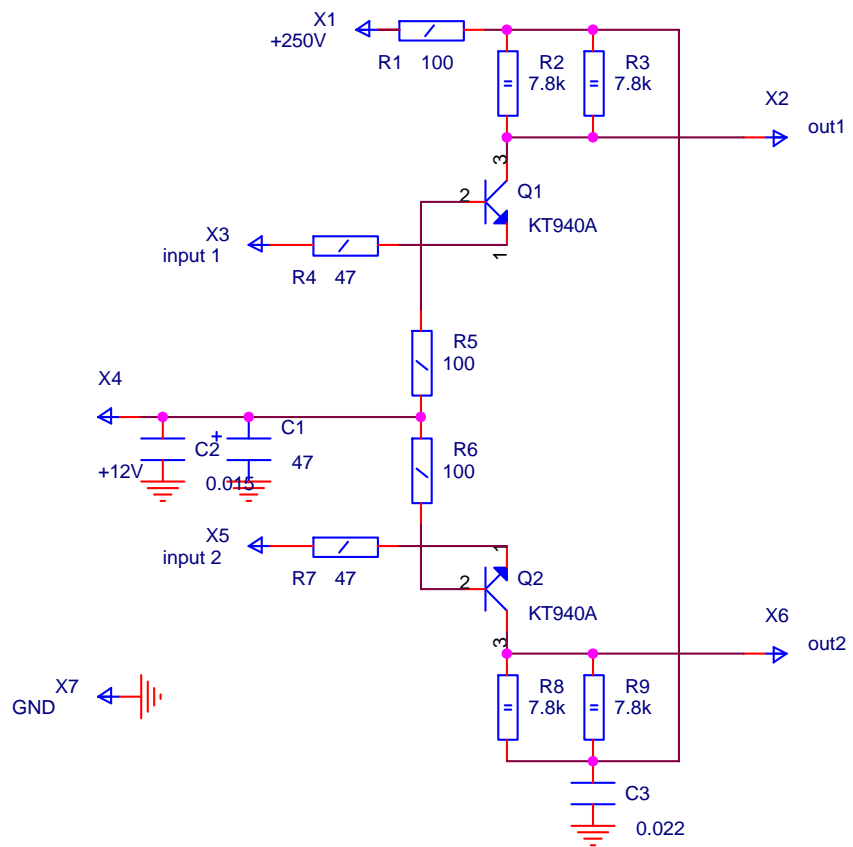 X1
+250V
R1 100
R2
7.8k
R3
7.8k
X2
out1
3
2
Q1
KT940A
1
X3
input 1
R4 47
R5
100
X4
+
C1
47
C2
+12V
0.015
R6
100
X5
input 2
R7 47
1
2
Q2
KT940A
3
X6
out2
X7
GND
R8
7.8k
R9
7.8k
=
=
=
=
C3
0.022